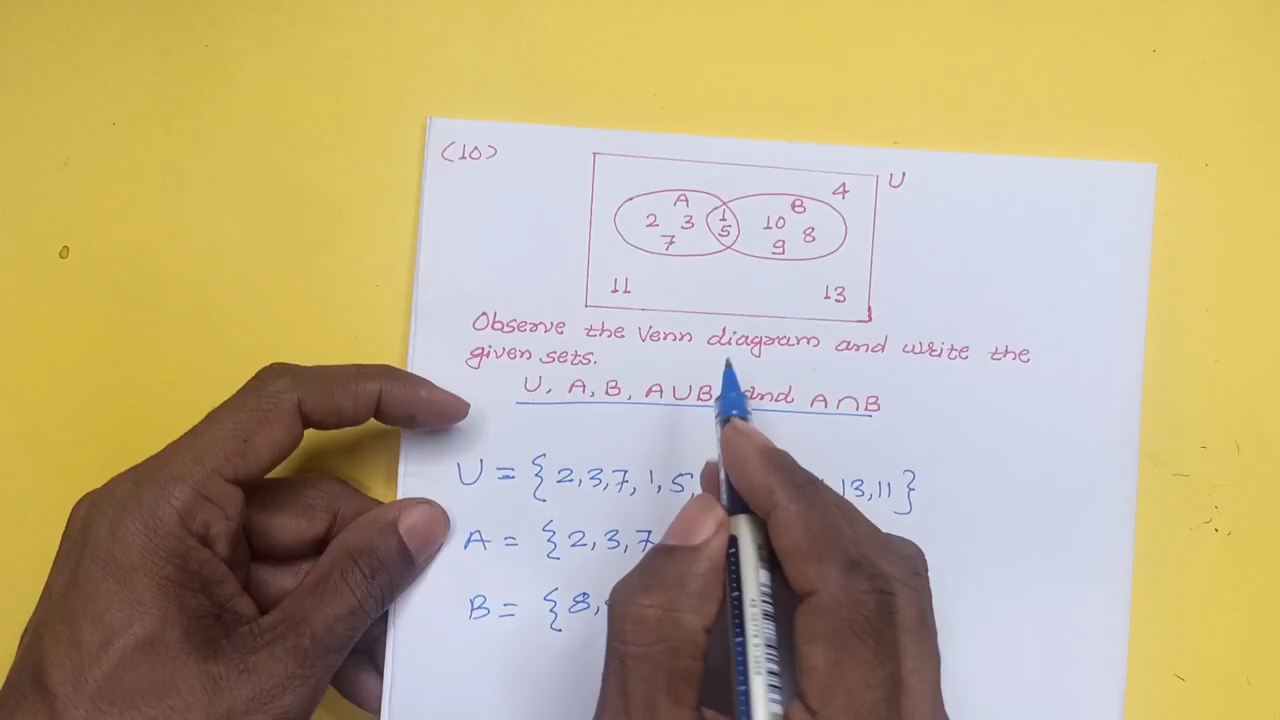 (10)
U
4
A
B
2 3
1
10
7
5
9
8
11
13
Observe the Venn diagram and write the
given sets.
U, A, B, A∪B and A∩B
U = {2,3,7,1,5, 13,11}
A = {2,3,7
B = {8,